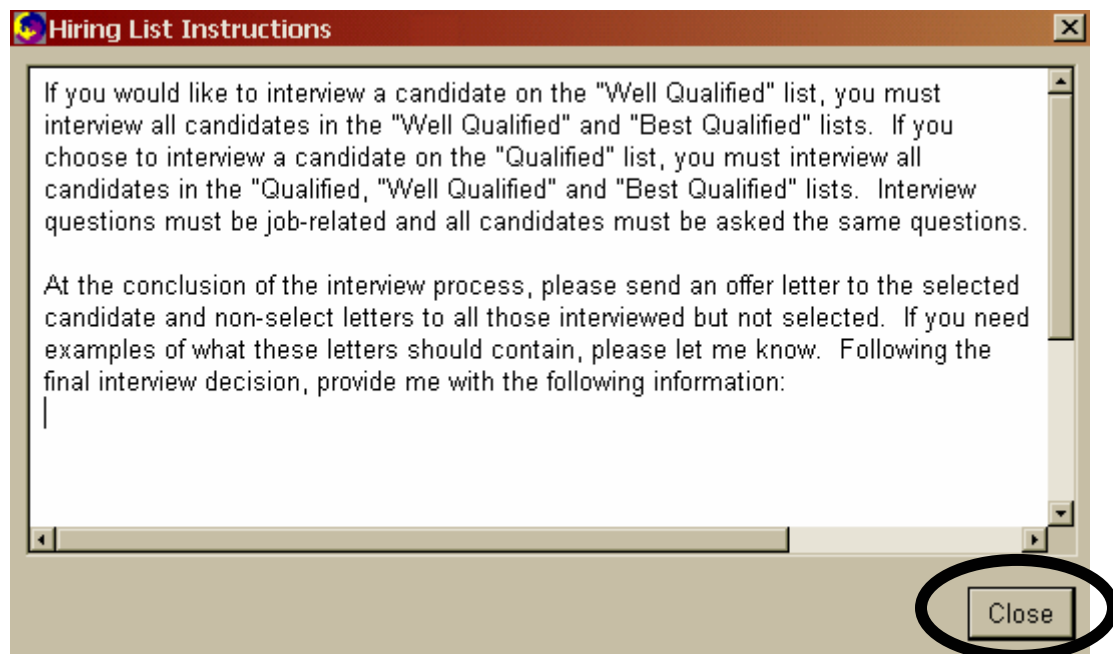 Hiring List Instructions
If you would like to interview a candidate on the "Well Qualified" list, you must
interview all candidates in the "Well Qualified" and "Best Qualified" lists.  If you
choose to interview a candidate on the "Qualified" list, you must interview all
candidates in the "Qualified, "Well Qualified" and "Best Qualified" lists.  Interview
questions must be job-related and all candidates must be asked the same questions.
At the conclusion of the interview process, please send an offer letter to the selected
candidate and non-select letters to all those interviewed but not selected.  If you need
examples of what these letters should contain, please let me know.  Following the
final interview decision, provide me with the following information:
Close